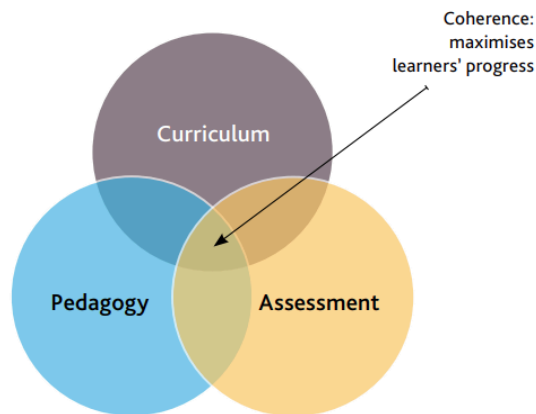 Coherence:
maximises
learners' progress
Curriculum
Pedagogy
Assessment